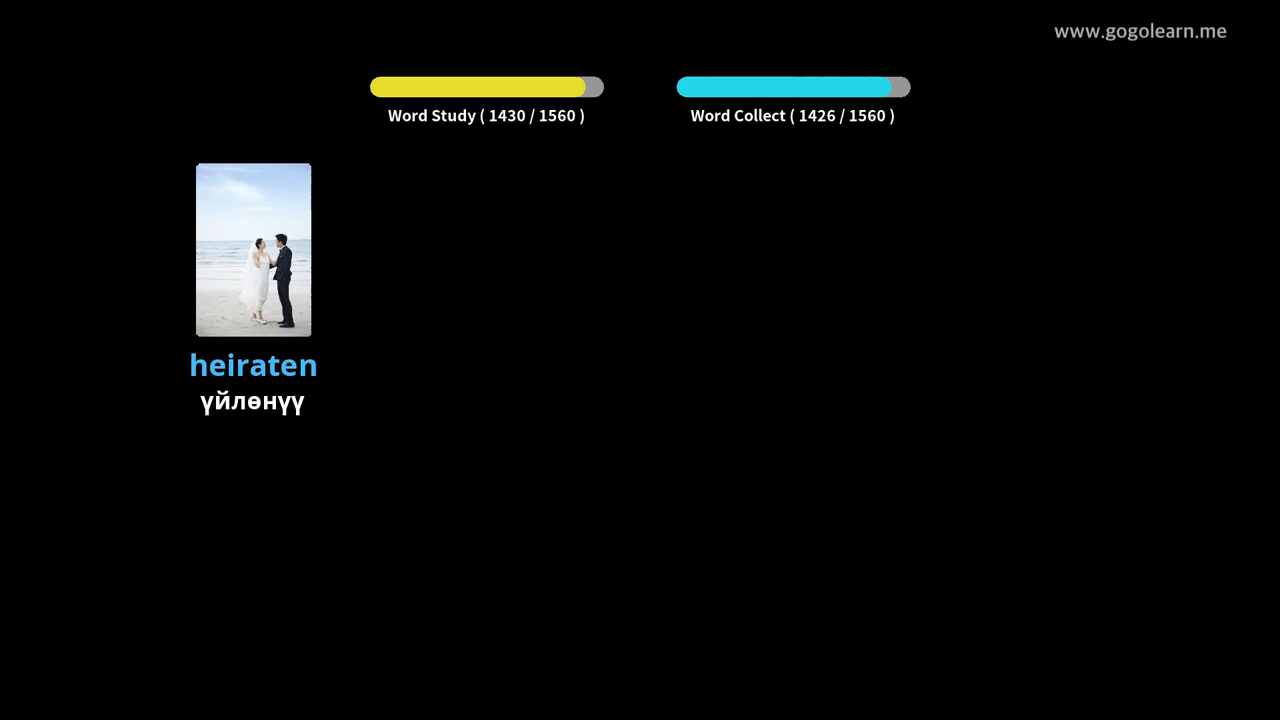 www.gogolearn.me
Word Study ( 1430 / 1560 )
Word Collect ( 1426 / 1560 )
heiraten
үйлөнүү